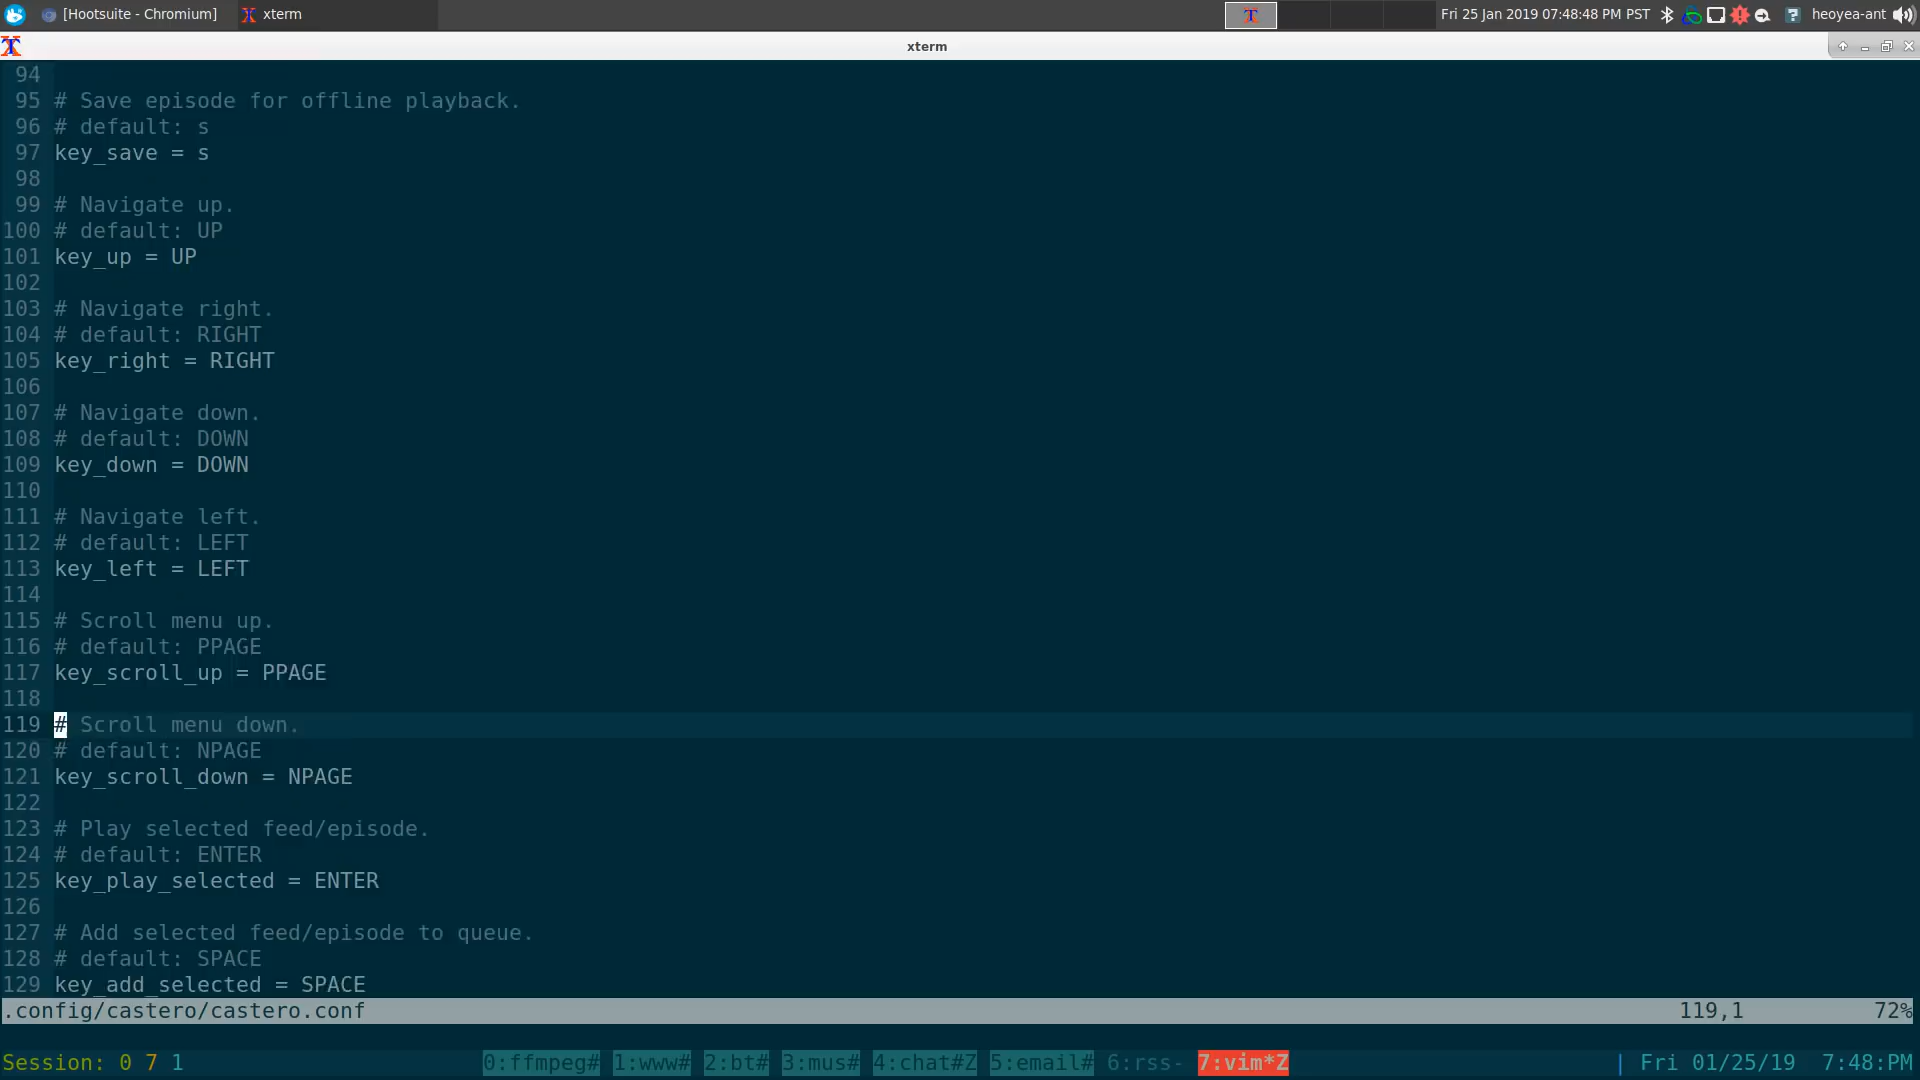 [Hootsuite - Chromium] xterm Fri 25 Jan 2019 07:48:48 PM PST heoyea-ant
xterm
94
95 # Save episode for offline playback.
96 # default: s
97 key_save = s
98
99 # Navigate up.
100 # default: UP
101 key_up = UP
102
103 # Navigate right.
104 # default: RIGHT
105 key_right = RIGHT
106
107 # Navigate down.
108 # default: DOWN
109 key_down = DOWN
110
111 # Navigate left.
112 # default: LEFT
113 key_left = LEFT
114
115 # Scroll menu up.
116 # default: PPAGE
117 key_scroll_up = PPAGE
118
119 # Scroll menu down.
120 # default: NPAGE
121 key_scroll_down = NPAGE
122
123 # Play selected feed/episode.
124 # default: ENTER
125 key_play_selected = ENTER
126
127 # Add selected feed/episode to queue.
128 # default: SPACE
129 key_add_selected = SPACE
.config/castero/castero.conf 119,1 72%
Session: 0 7 1 0:ffmpeg# 1:www# 2:bt# 3:mus# 4:chat#Z 5:email# 6:rss- 7:vim*Z | Fri 01/25/19 7:48:PM